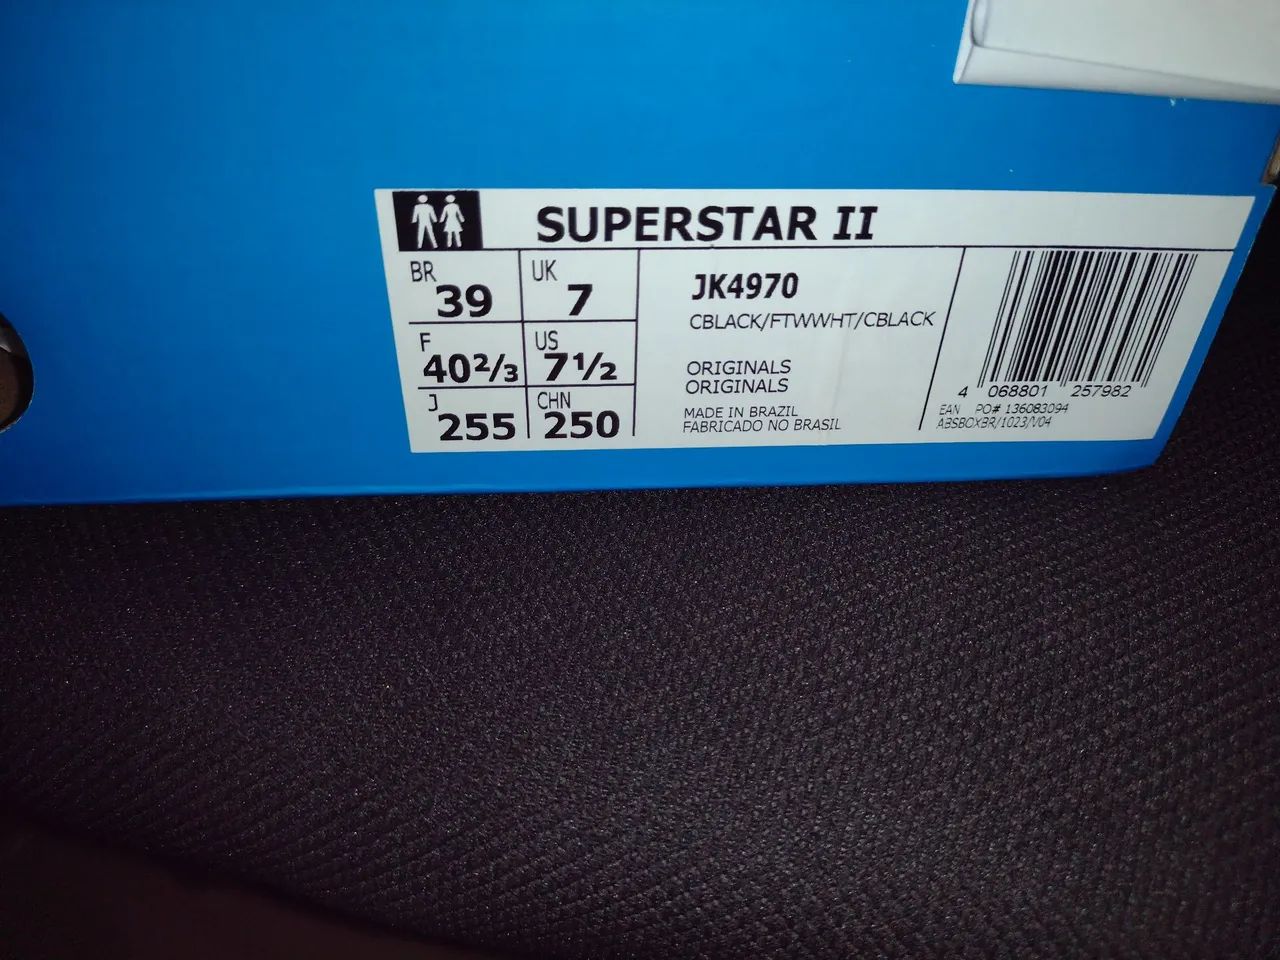 SUPERSTAR II
BR 39 UK 7
F 40²/₃ US 7½
J 255 CHN 250
JK4970
CBLACK/FTWWHT/CBLACK
ORIGINALS
ORIGINALS
MADE IN BRAZIL
FABRICADO NO BRASIL
4 068801 257982
EAN PO# 136083094
ABSBOXBR/1023/V04